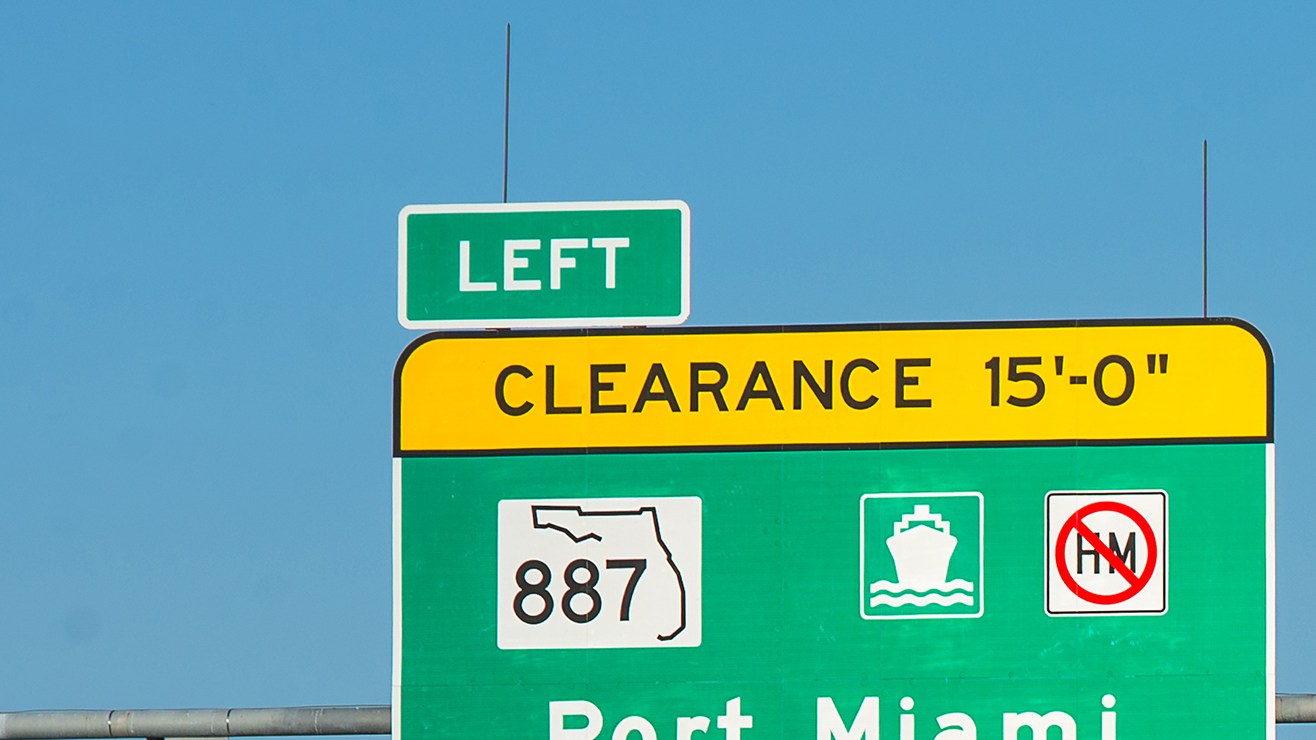 LEFT
CLEARANCE 15'-0"
887
HM
Port Miami